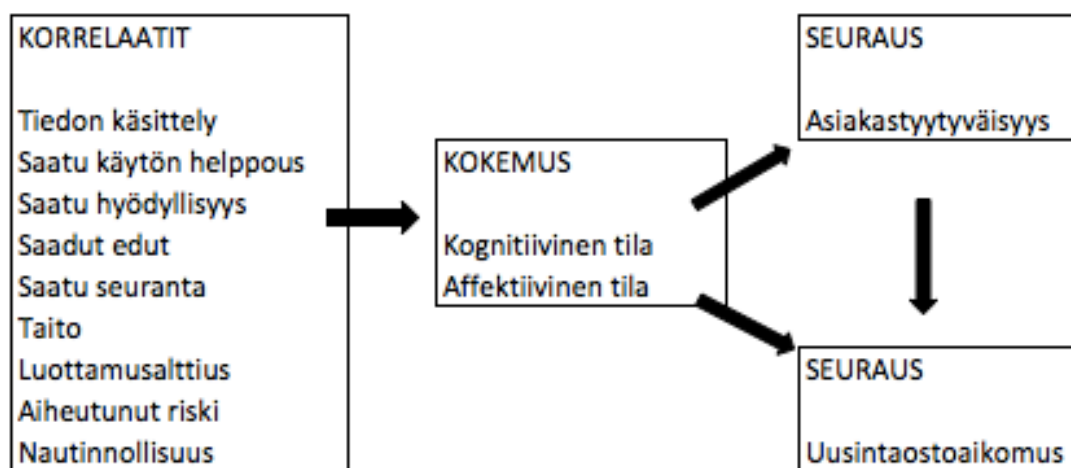 KORRELAATIT
Tiedon käsittely
Saatu käytön helppous
Saatu hyödyllisyys
Saadut edut
Saatu seuranta
Taito
Luottamusalttius
Aiheutunut riski
Nautinnollisuus
KOKEMUS
Kognitiivinen tila
Affektiivinen tila
SEURAUS
Asiakastyytyväisyys
SEURAUS
Uusintaostoaikomus